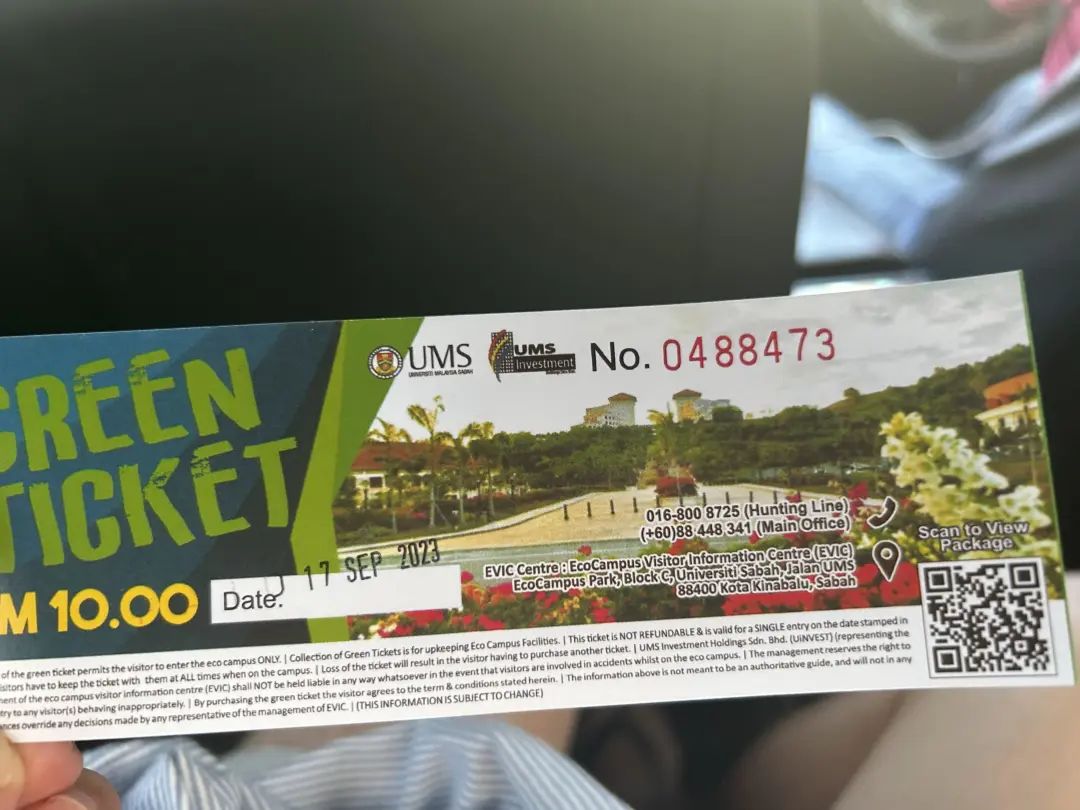 GREEN
TICKET
M 10.00
Date:
17 SEP 2023
UMS
UNIVERSITI MALAYSIA SABAH
UMS
Investment
No. 0488473
016-800 8725 (Hunting Line)
(+60)88 448 341 (Main Office)
EVIC Centre : EcoCampus Visitor Information Centre (EVIC)
EcoCampus Park, Block C, Universiti Sabah, Jalan UMS
88400 Kota Kinabalu, Sabah
Scan to View
Package
of the green ticket permits the visitor to enter the eco campus ONLY. | Collection of Green Tickets is for upkeeping Eco Campus Facilities. | This ticket is NOT REFUNDABLE & is valid for a SINGLE entry on the date stamped in
isitors have to keep the ticket with them at ALL times when on the campus. | Loss of the ticket will result in the visitor having to purchase another ticket. | UMS Investment Holdings Sdn. Bhd. (UiNVEST) (representing the
ent of the eco campus visitor information centre (EVIC) shall NOT be held liable in any way whatsoever in the event that visitors are involved in accidents whilst on the eco campus. | The management reserves the right to
try to any visitor(s) behaving inappropriately. | By purchasing the green ticket the visitor agrees to the term & conditions stated herein. | The information above is not meant to be an authoritative guide, and will not in any
ances override any decisions made by any representative of the management of EVIC. | (THIS INFORMATION IS SUBJECT TO CHANGE)